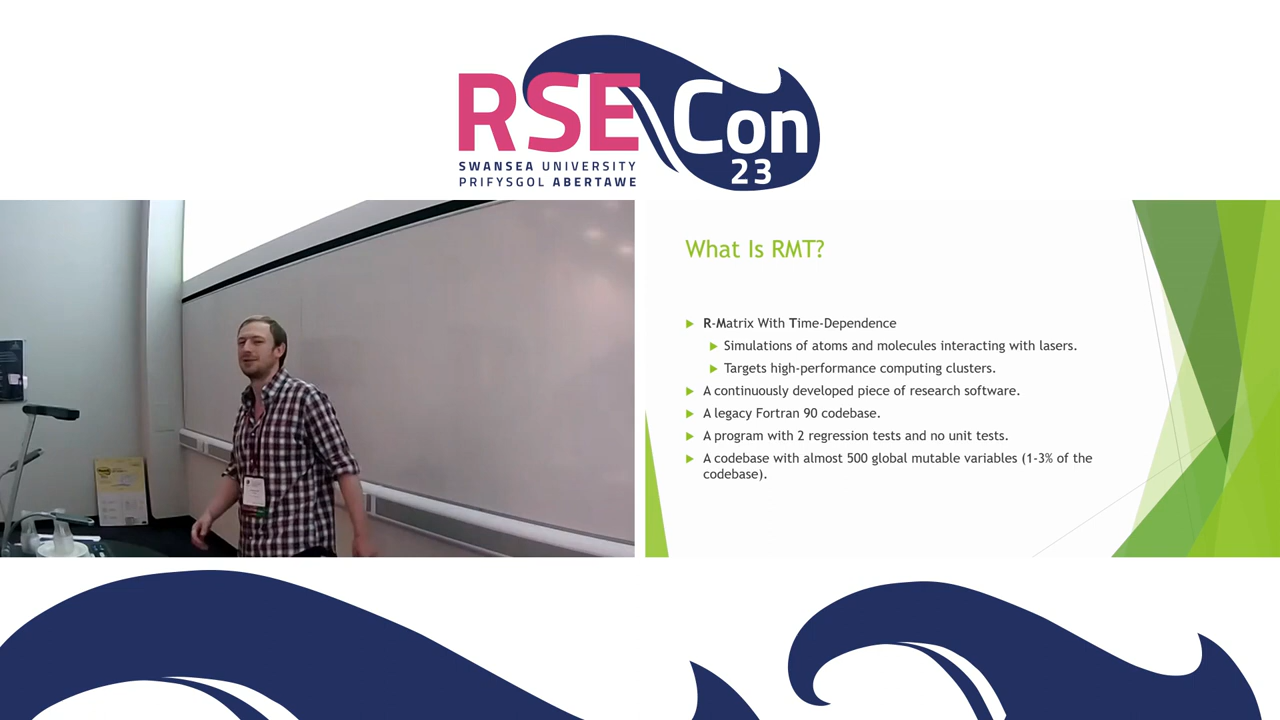 RSE Con
23
SWANSEA UNIVERSITY
PRIFYSGOL ABERTAWE
What Is RMT?
R-Matrix With Time-Dependence
Simulations of atoms and molecules interacting with lasers.
Targets high-performance computing clusters.
A continuously developed piece of research software.
A legacy Fortran 90 codebase.
A program with 2 regression tests and no unit tests.
A codebase with almost 500 global mutable variables (1-3% of the
codebase).